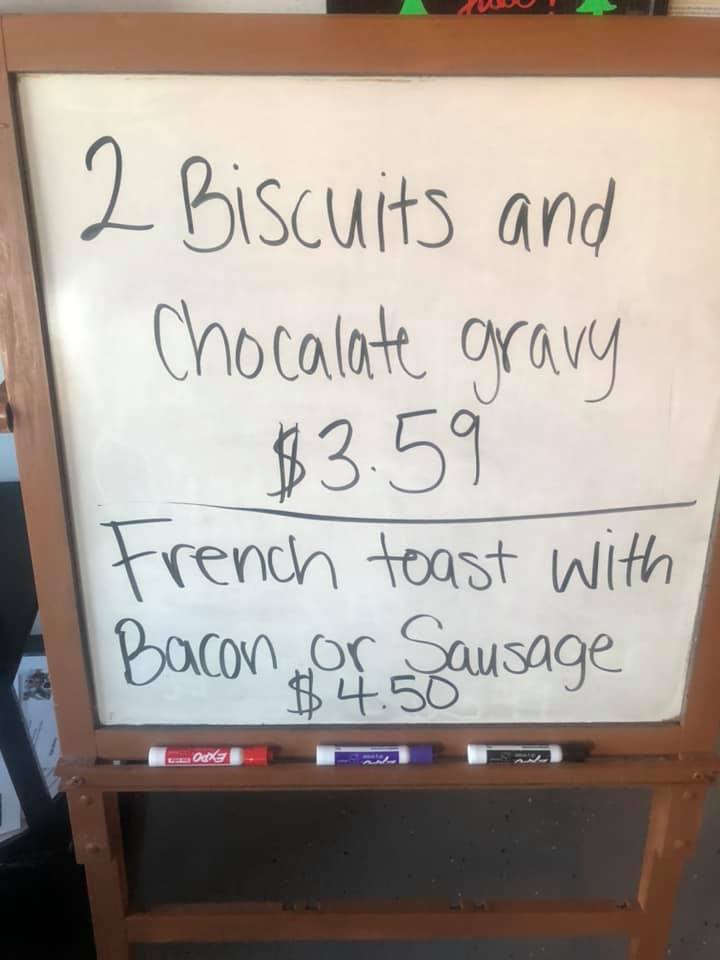 2 Biscuits and
Chocalate gravy
$3.59
French toast with
Bacon or Sausage
$4.50
EXPO